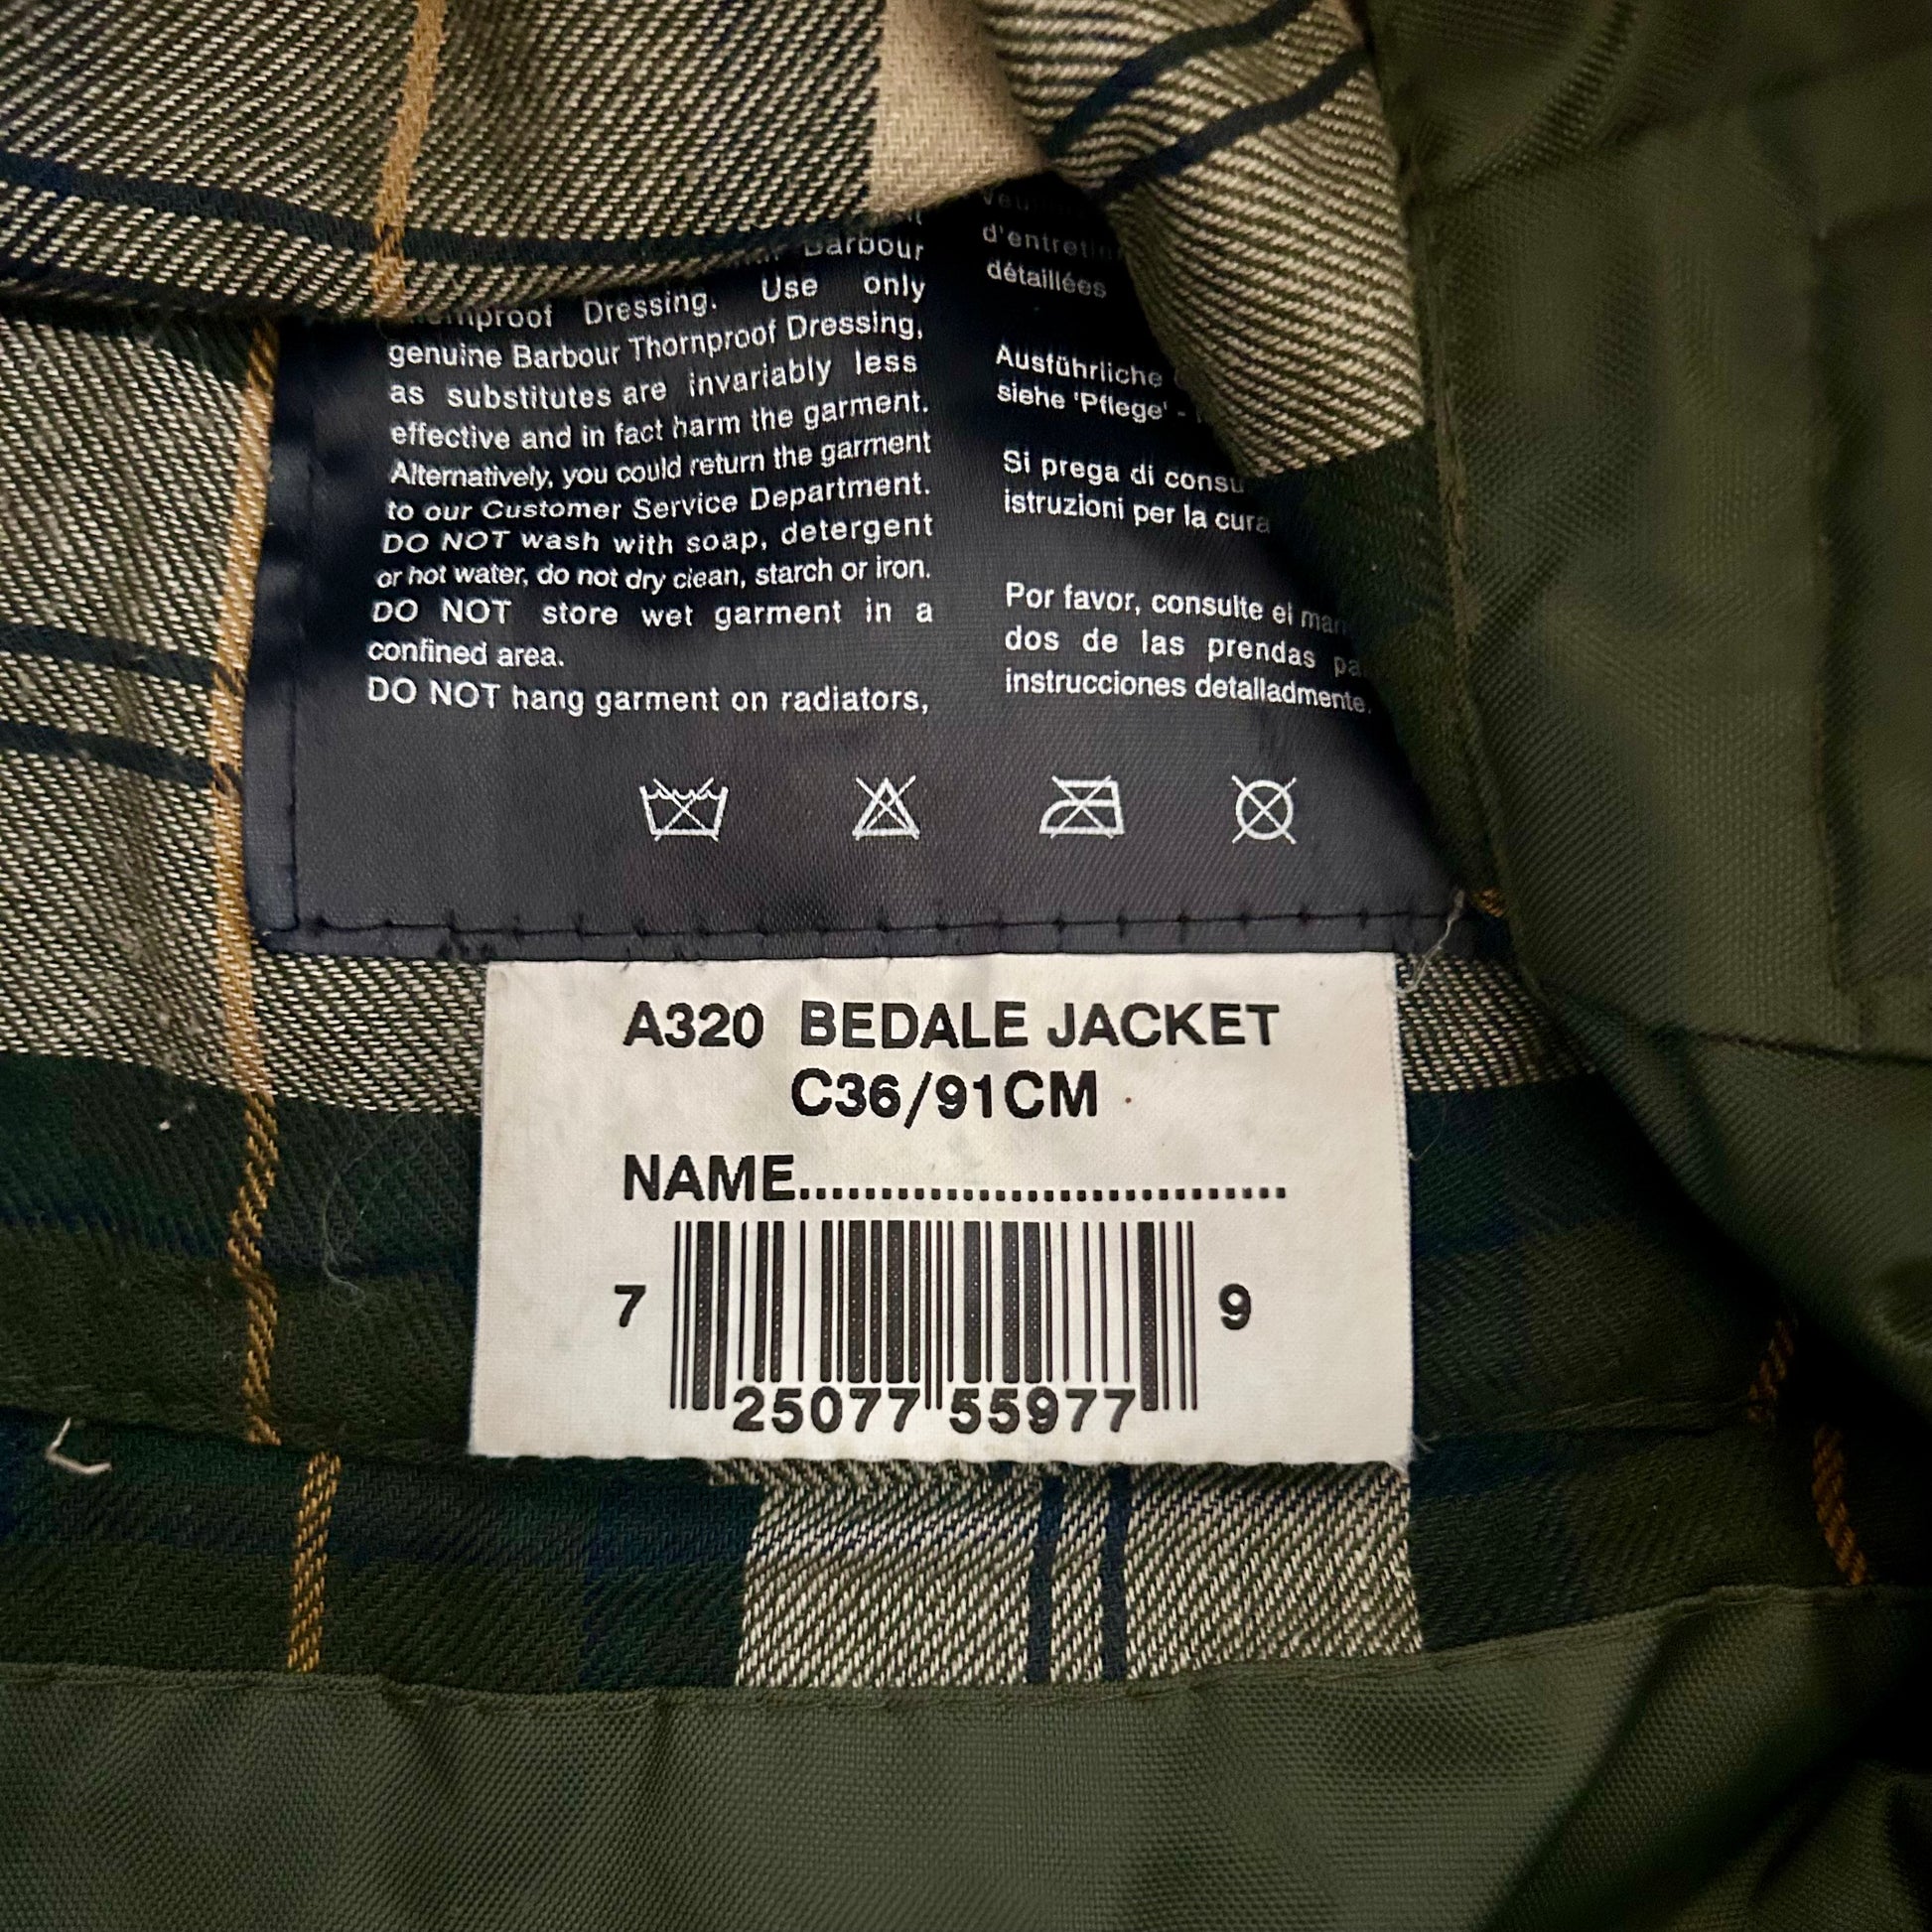 Barbour
Dressing. Use only
genuine Barbour Thornproof Dressing,
as substitutes are invariably less
effective and in fact harm the garment.
Alternatively, you could return the garment
to our Customer Service Department.
DO NOT wash with soap, detergent
or hot water, do not dry clean, starch or iron.
DO NOT store wet garment in a
confined area.
DO NOT hang garment on radiators,
détaillées
Ausführliche
siehe 'Pflege' -
Si prega di
istruzioni per la cura
Por favor, consulte el
dos de las prendas
instrucciones detalladmente.
A320 BEDALE JACKET
C36/91CM
NAME..............................
7 25077 55977 9